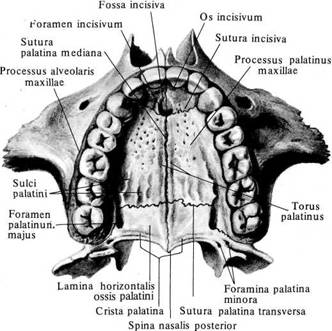 Fossa incisiva
Foramen incisivum
Os incisivum
Sutura
palatina mediana
Sutura incisiva
Processus alveolaris
maxillae
Processus palatinus
maxillae
Sulci
palatini
Foramen
palatinun.
majus
Torus
palatinus
Lamina horizontalis
ossis palatini
Foramina palatina
minora
Crista palatina
Sutura palatina transversa
Spina nasalis posterior